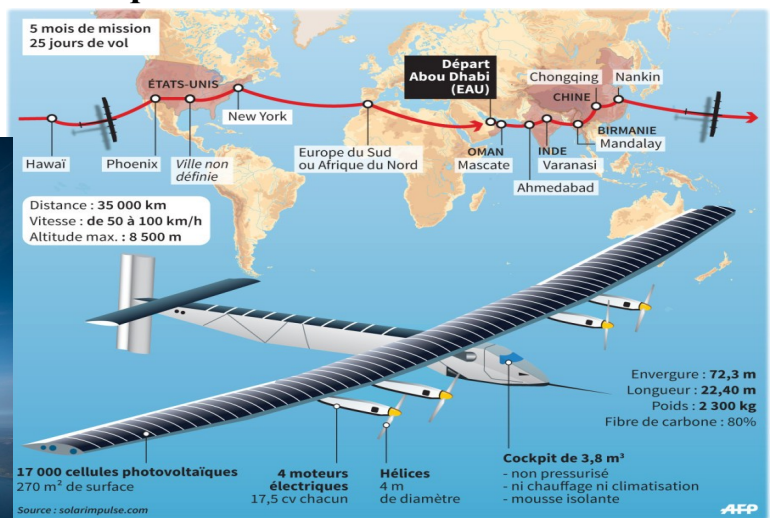 5 mois de mission
25 jours de vol
Départ
Abou Dhabi
(EAU)
Chongqing
Nankin
ÉTATS-UNIS
CHINE
New York
BIRMANIE
Mandalay
Hawaï
Phoenix
Ville non
définie
Europe du Sud
ou Afrique du Nord
OMAN
Mascate
INDE
Varanasi
Ahmedabad
Distance : 35 000 km
Vitesse : de 50 à 100 km/h
Altitude max. : 8 500 m
Envergure : 72,3 m
Longueur : 22,40 m
Poids : 2 300 kg
Fibre de carbone : 80%
17 000 cellules photovoltaïques
270 m² de surface
4 moteurs
électriques
17,5 cv chacun
Hélices
4 m
de diamètre
Cockpit de 3,8 m³
- non pressurisé
- ni chauffage ni climatisation
- mousse isolante
Source : solarimpulse.com
AFP